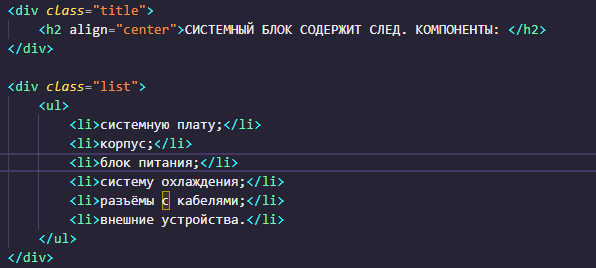 <div class="title">
<h2 align="center">СИСТЕМНЫЙ БЛОК СОДЕРЖИТ СЛЕД. КОМПОНЕНТЫ: </h2>
</div>
<div class="list">
<ul>
<li>системную плату;</li>
<li>корпус;</li>
<li>блок питания;</li>
<li>систему охлаждения;</li>
<li>разъёмы с кабелями;</li>
<li>внешние устройства.</li>
</ul>
</div>